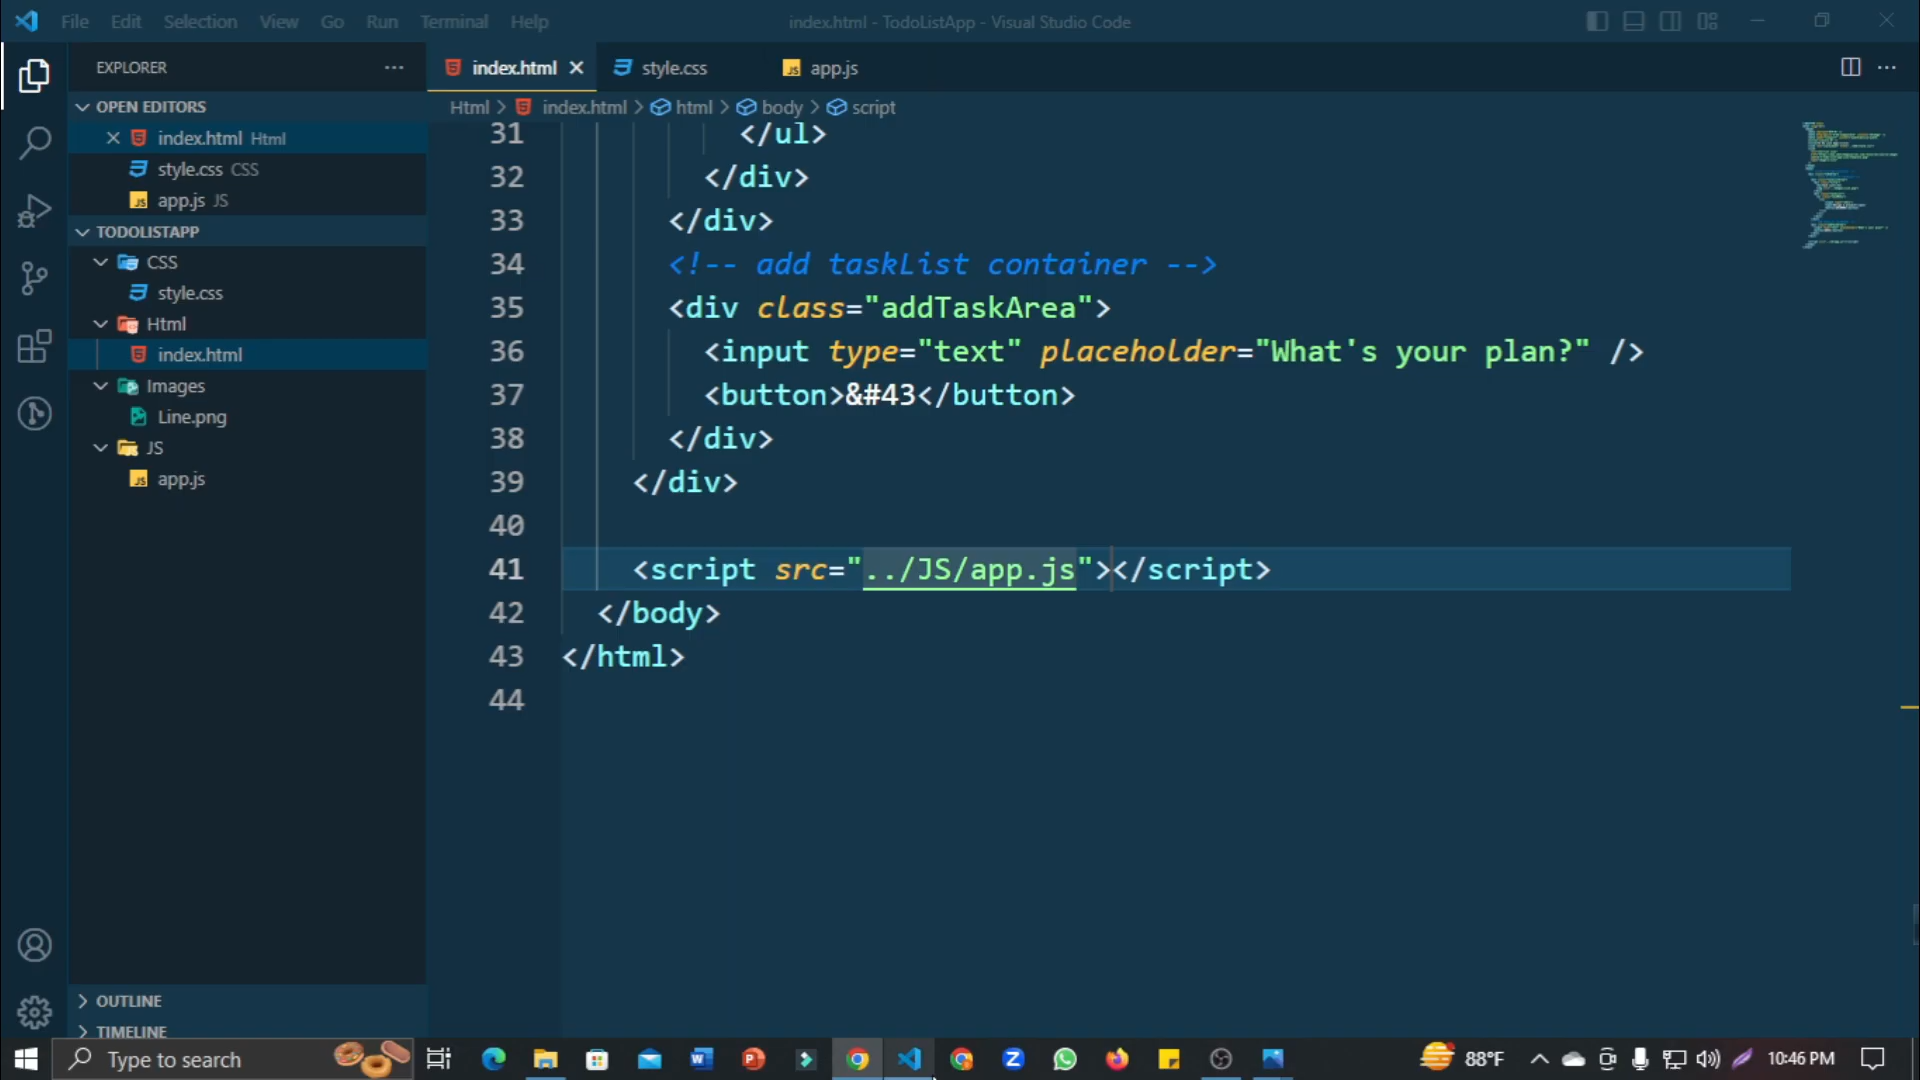 File Edit Selection View Go Run Terminal Help index.html - TodoListApp - Visual Studio Code
EXPLORER
index.html style.css app.js
OPEN EDITORS
index.html Html
style.css CSS
app.js JS
TODOLISTAPP
CSS
style.css
Html
index.html
Images
Line.png
JS
app.js
OUTLINE
TIMELINE
Html > index.html > html > body > script
31 </ul>
32 </div>
33 </div>
34 <!-- add taskList container -->
35 <div class="addTaskArea">
36 <input type="text" placeholder="What's your plan?" />
37 <button>&#43</button>
38 </div>
39 </div>
40
41 <script src="../JS/app.js"></script>
42 </body>
43 </html>
44
Type to search 88°F 10:46 PM